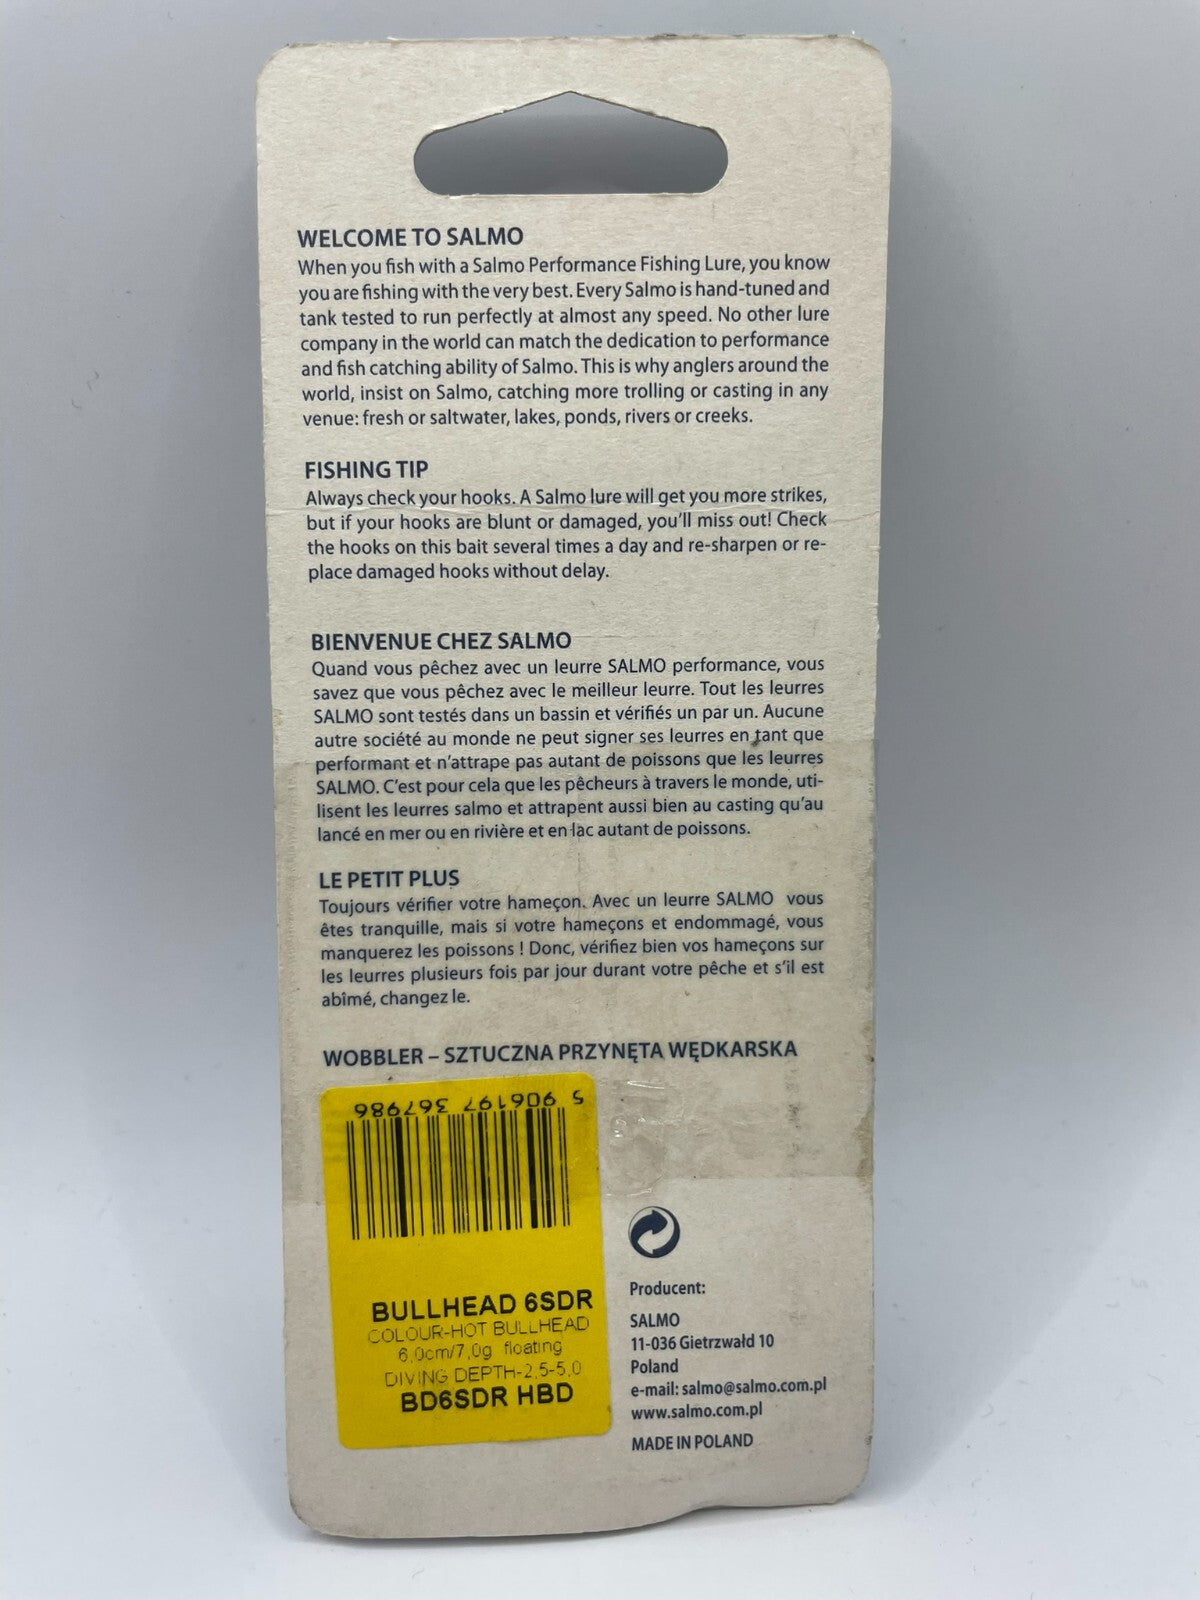 WELCOME TO SALMO
When you fish with a Salmo Performance Fishing Lure, you know
you are fishing with the very best. Every Salmo is hand-tuned and
tank tested to run perfectly at almost any speed. No other lure
company in the world can match the dedication to performance
and fish catching ability of Salmo. This is why anglers around the
world, insist on Salmo, catching more trolling or casting in any
venue: fresh or saltwater, lakes, ponds, rivers or creeks.
FISHING TIP
Always check your hooks. A Salmo lure will get you more strikes,
but if your hooks are blunt or damaged, you'll miss out! Check
the hooks on this bait several times a day and re-sharpen or re-
place damaged hooks without delay.
BIENVENUE CHEZ SALMO
Quand vous pêchez avec un leurre SALMO performance, vous
savez que vous pêchez avec le meilleur leurre. Tout les leurres
SALMO sont testés dans un bassin et vérifiés un par un. Aucune
autre société au monde ne peut signer ses leurres en tant que
performant et n'attrape pas autant de poissons que les leurres
SALMO. C'est pour cela que les pêcheurs à travers le monde, uti-
lisent les leurres salmo et attrapent aussi bien au casting qu'au
lancé en mer ou en rivière et en lac autant de poissons.
LE PETIT PLUS
Toujours vérifier votre hameçon. Avec un leurre SALMO vous
êtes tranquille, mais si votre hameçons et endommagé, vous
manquerez les poissons ! Donc, vérifiez bien vos hameçons sur
les leurres plusieurs fois par jour durant votre pêche et s'il est
abîmé, changez le.
WOBBLER – SZTUCZNA PRZYNĘTA WĘDKARSKA
5 906197 367986
BULLHEAD 6SDR
COLOUR-HOT BULLHEAD
6,0cm/7,0g floating
DIVING DEPTH-2,5-5,0
BD6SDR HBD
Producent:
SALMO
11-036 Gietrzwałd 10
Poland
e-mail: salmo@salmo.com.pl
www.salmo.com.pl
MADE IN POLAND